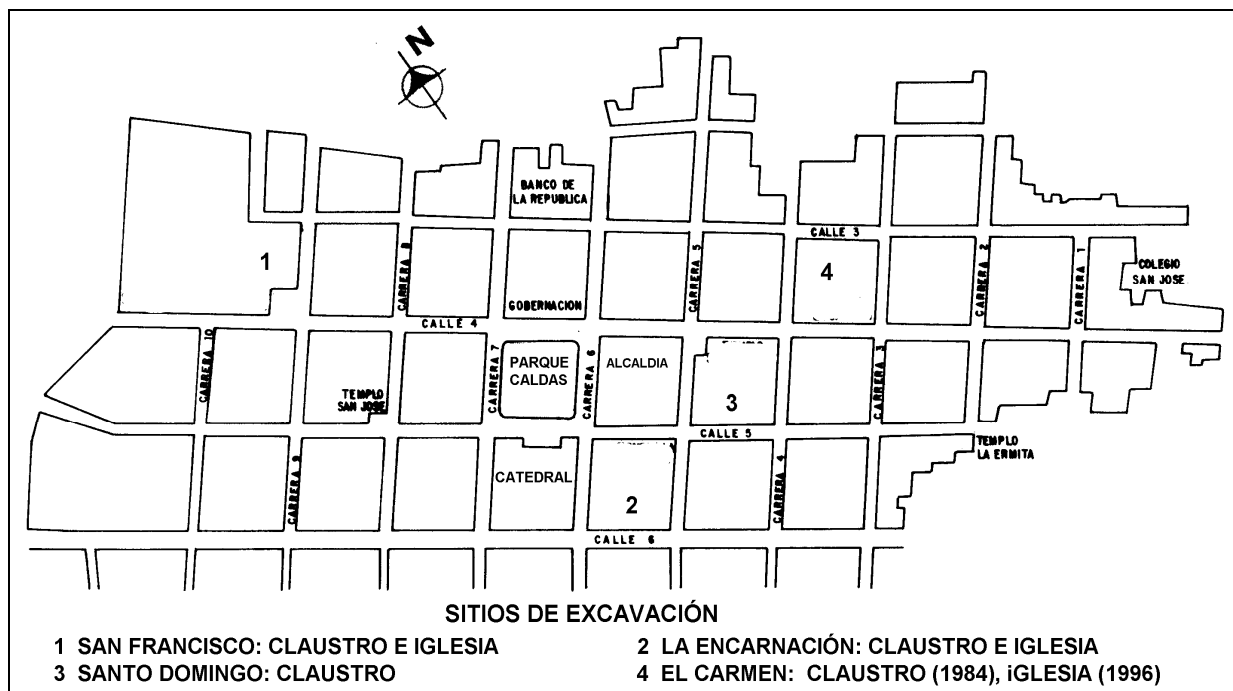 N
BANCO DE
LA REPUBLICA
CALLE 3
1
CARRERA 8
CARRERA 5
4
CARRERA 2
CARRERA 1
COLEGIO
SAN JOSE
GOBERNACION
CALLE 4
CARRERA 10
TEMPLO
SAN JOSE
CARRERA 7
PARQUE
CALDAS
CARRERA 6
ALCALDIA
3
CARRERA 3
CALLE 5
TEMPLO
LA ERMITA
CARRERA 9
CATEDRAL
2
CARRERA 4
CALLE 6
SITIOS DE EXCAVACIÓN
1 SAN FRANCISCO: CLAUSTRO E IGLESIA
2 LA ENCARNACIÓN: CLAUSTRO E IGLESIA
3 SANTO DOMINGO: CLAUSTRO
4 EL CARMEN: CLAUSTRO (1984), iGLESIA (1996)